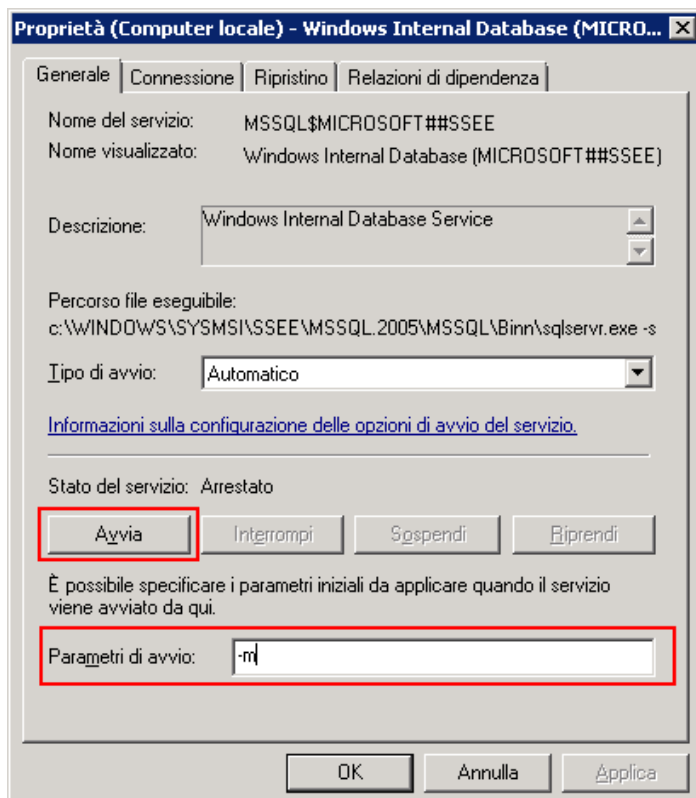 Proprietà (Computer locale) - Windows Internal Database (MICRO...
Generale Connessione Ripristino Relazioni di dipendenza
Nome del servizio: MSSQL$MICROSOFT##SSEE
Nome visualizzato: Windows Internal Database (MICROSOFT##SSEE)
Descrizione: Windows Internal Database Service
Percorso file eseguibile:
c:\WINDOWS\SYSMSI\SSEE\MSSQL.2005\MSSQL\Binn\sqlservr.exe -s
Tipo di avvio: Automatico
Informazioni sulla configurazione delle opzioni di avvio del servizio.
Stato del servizio: Arrestato
Avvia Interrompi Sospendi Riprendi
È possibile specificare i parametri iniziali da applicare quando il servizio
viene avviato da qui.
Parametri di avvio: -m
OK Annulla Applica